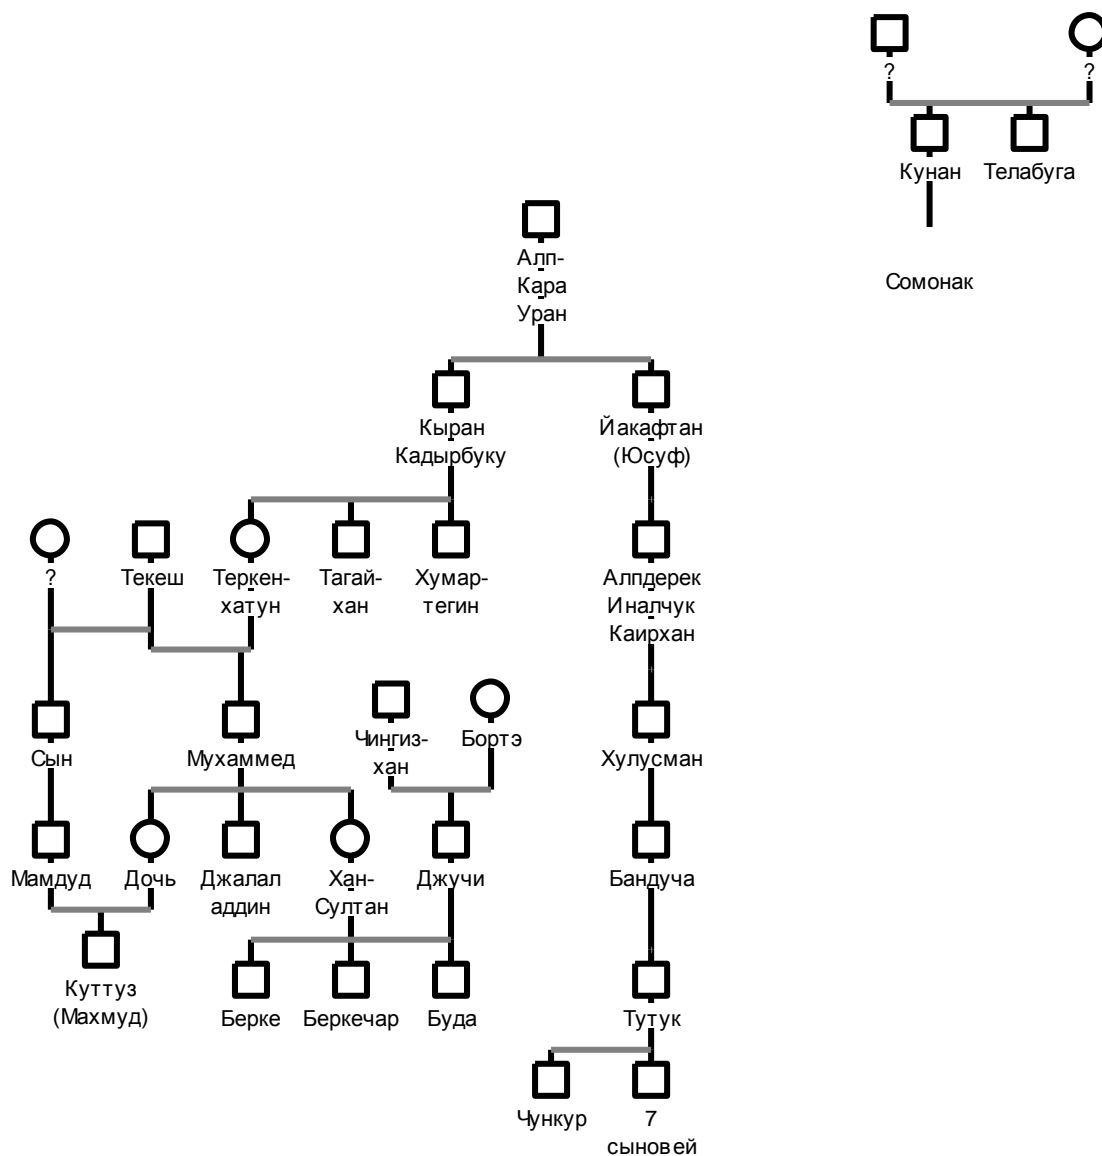 ?
?
Кунан
Телабуга
Сомонак
Алп-
Кара
Уран
Кыран
Кадырбуку
Йакафтан
(Юсуф)
?
Текеш
Теркен-
хатун
Тагай-
хан
Хумар-
тегин
Алпдерек
Иналчук
Каирхан
Сын
Мухаммед
Чингиз-
хан
Бортэ
Хулусман
Мамдуд
Дочь
Джалал
аддин
Хан-
Султан
Джучи
Бандуча
Куттуз
(Махмуд)
Берке
Беркечар
Буда
Тутук
Чункур
7
сыновей